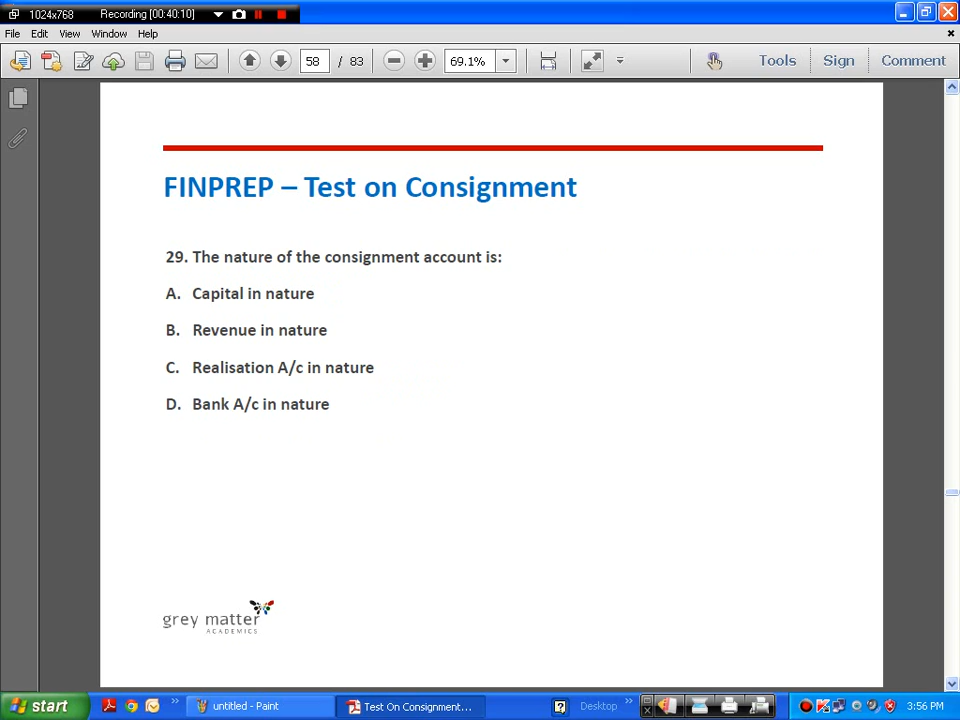 1024x768 Recording [00:40:10]
File Edit View Window Help
58 / 83 69.1% Tools Sign Comment
FINPREP – Test on Consignment
29. The nature of the consignment account is:
A. Capital in nature
B. Revenue in nature
C. Realisation A/c in nature
D. Bank A/c in nature
grey matter
ACADEMICS
start untitled - Paint Test On Consignment... Desktop 3:56 PM